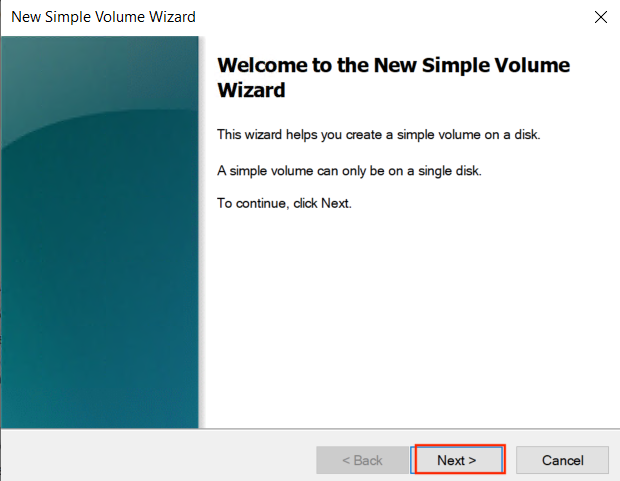 New Simple Volume Wizard
Welcome to the New Simple Volume
Wizard
This wizard helps you create a simple volume on a disk.
A simple volume can only be on a single disk.
To continue, click Next.
< Back
Next >
Cancel